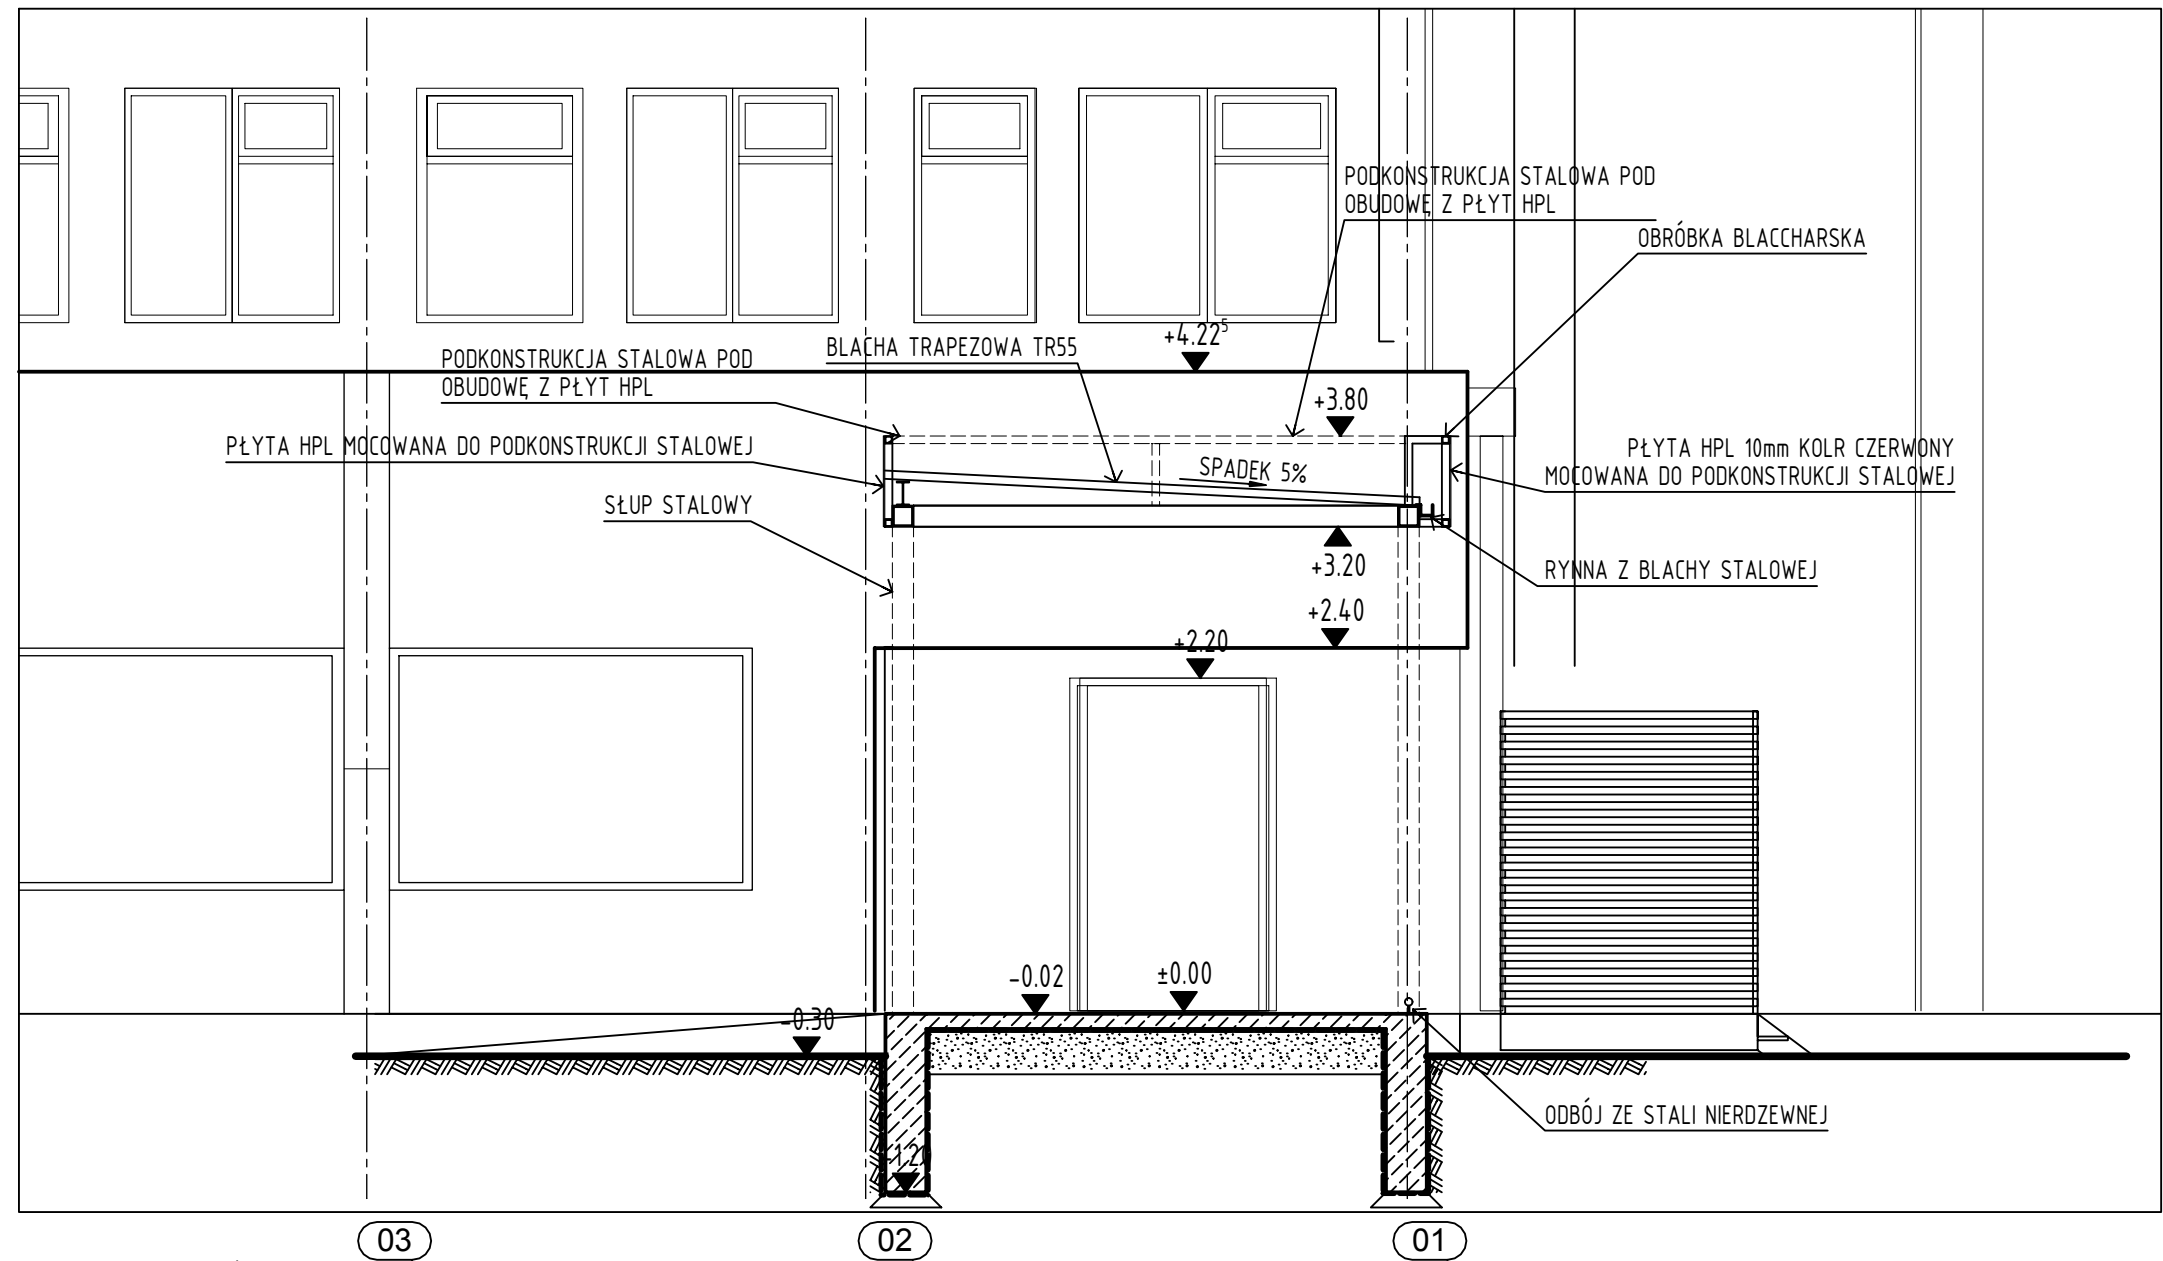 PODKONSTRUKCJA STALOWA POD
OBUDOWĘ Z PŁYT HPL
OBRÓBKA BLACCHARSKA
+4.22⁵
BLACHA TRAPEZOWA TR55
PODKONSTRUKCJA STALOWA POD
OBUDOWĘ Z PŁYT HPL
+3.80
PŁYTA HPL MOCOWANA DO PODKONSTRUKCJI STALOWEJ
PŁYTA HPL 10mm KOLR CZERWONY
MOCOWANA DO PODKONSTRUKCJI STALOWEJ
SPADEK 5%
SŁUP STALOWY
+3.20
RYNNA Z BLACHY STALOWEJ
+2.40
+2.20
-0.02
±0.00
-0.30
ODBÓJ ZE STALI NIERDZEWNEJ
-1.20
03
02
01